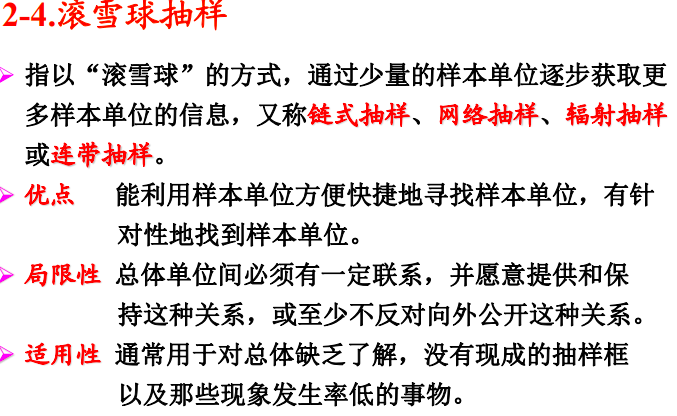 2-4.滚雪球抽样
指以“滚雪球”的方式，通过少量的样本单位逐步获取更
多样本单位的信息，又称链式抽样、网络抽样、辐射抽样
或连带抽样。
优点 能利用样本单位方便快捷地寻找样本单位，有针
对性地找到样本单位。
局限性 总体单位间必须有一定联系，并愿意提供和保
持这种关系，或至少不反对向外公开这种关系。
适用性 通常用于对总体缺乏了解，没有现成的抽样框
以及那些现象发生率低的事物。